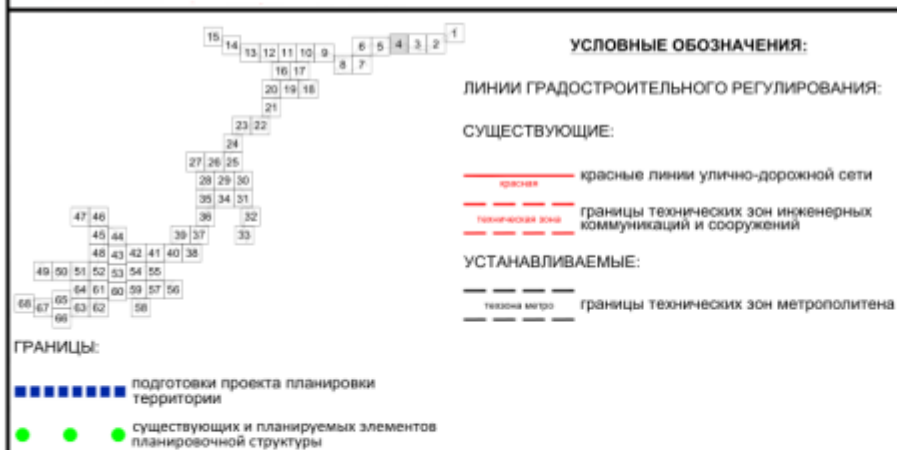 1
15 14 6 5 4 3 2
13 12 11 10 9 8 7
16 17
20 19 18
21
23 22
24
27 26 25
28 29 30
35 34 31
47 46 36 32
45 44 39 37 33
48 43 42 41 40 38
49 50 51 52 53 54 55
64 61 60 59 57 56
68 67 65 63 62 58
66
ГРАНИЦЫ:
подготовки проекта планировки
территории
существующих и планируемых элементов
планировочной структуры
УСЛОВНЫЕ ОБОЗНАЧЕНИЯ:
ЛИНИИ ГРАДОСТРОИТЕЛЬНОГО РЕГУЛИРОВАНИЯ:
СУЩЕСТВУЮЩИЕ:
красная
красные линии улично-дорожной сети
техническая зона
границы технических зон инженерных
коммуникаций и сооружений
УСТАНАВЛИВАЕМЫЕ:
техзона метро
границы технических зон метрополитена